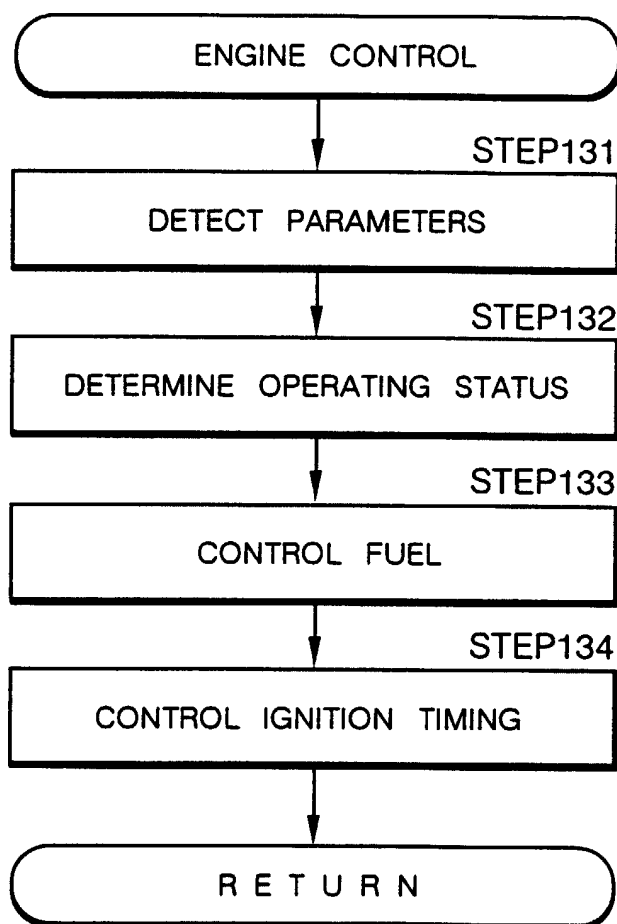 ENGINE CONTROL
STEP131
DETECT PARAMETERS
STEP132
DETERMINE OPERATING STATUS
STEP133
CONTROL FUEL
STEP134
CONTROL IGNITION TIMING
RETURN